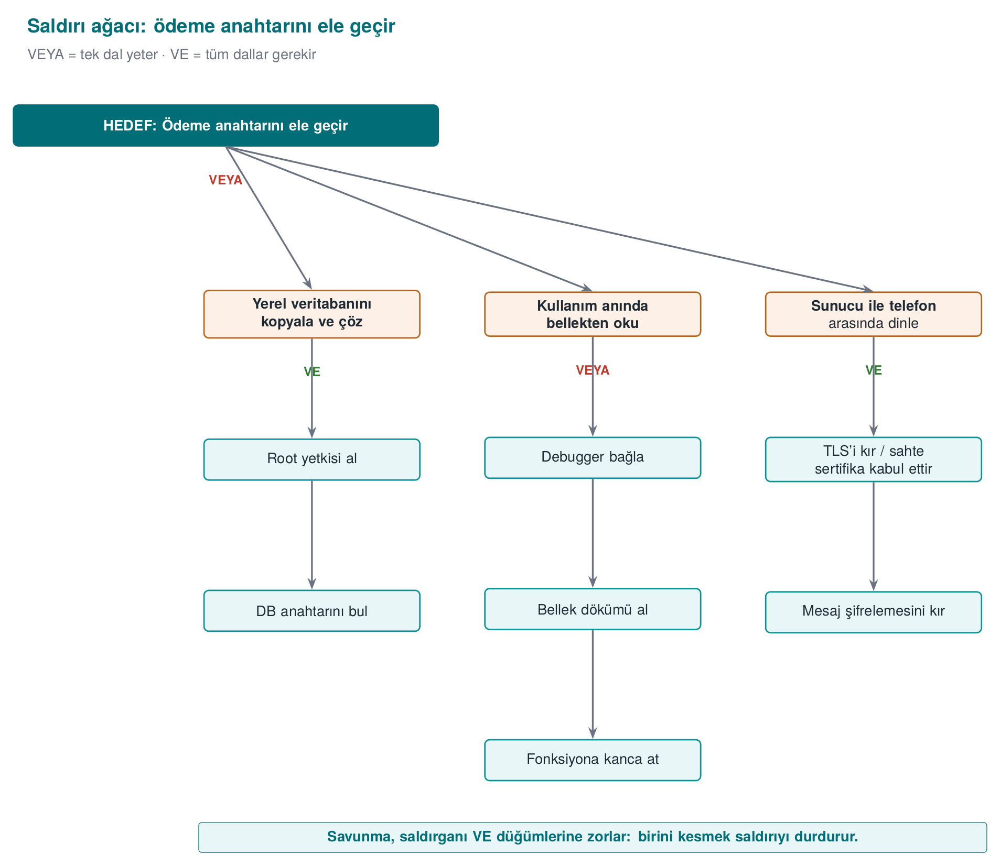 Saldırı ağacı: ödeme anahtarını ele geçir
VEYA = tek dal yeter · VE = tüm dallar gerekir
HEDEF: Ödeme anahtarını ele geçir
VEYA
Yerel veritabanını
kopyala ve çöz
VE
Root yetkisi al
DB anahtarını bul
Kullanım anında
bellekten oku
VEYA
Debugger bağla
Bellek dökümü al
Fonksiyona kanca at
Sunucu ile telefon
arasında dinle
VE
TLS’i kır / sahte
sertifika kabul ettir
Mesaj şifrelemesini kır
Savunma, saldırganı VE düğümlerine zorlar: birini kesmek saldırıyı durdurur.